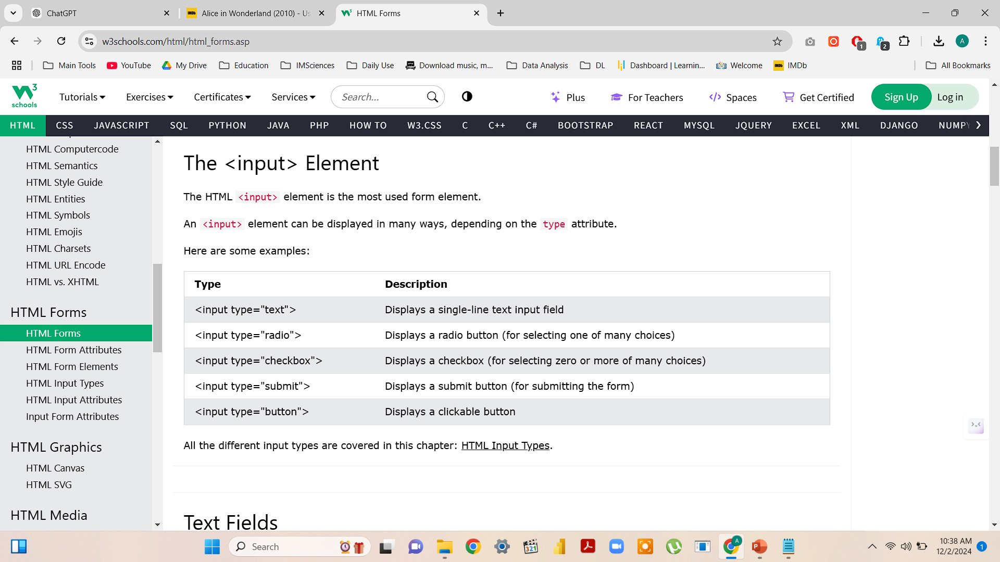 ChatGPT
Alice in Wonderland (2010) - Us
HTML Forms
w3schools.com/html/html_forms.asp
1
2
A
Main Tools
YouTube
My Drive
Education
IMSciences
Daily Use
Download music, m...
Data Analysis
DL
Dashboard | Learnin...
Welcome
IMDb
All Bookmarks
schools
Tutorials
Exercises
Certificates
Services
Search...
Plus
For Teachers
Spaces
Get Certified
Sign Up
Log in
HTML
CSS
JAVASCRIPT
SQL
PYTHON
JAVA
PHP
HOW TO
W3.CSS
C
C++
C#
BOOTSTRAP
REACT
MYSQL
JQUERY
EXCEL
XML
DJANGO
NUMPY
HTML Computercode
HTML Semantics
HTML Style Guide
HTML Entities
HTML Symbols
HTML Emojis
HTML Charsets
HTML URL Encode
HTML vs. XHTML
HTML Forms
HTML Forms
HTML Form Attributes
HTML Form Elements
HTML Input Types
HTML Input Attributes
Input Form Attributes
HTML Graphics
HTML Canvas
HTML SVG
HTML Media
The <input> Element
The HTML <input> element is the most used form element.
An <input> element can be displayed in many ways, depending on the type attribute.
Here are some examples:
Type Description
<input type="text"> Displays a single-line text input field
<input type="radio"> Displays a radio button (for selecting one of many choices)
<input type="checkbox"> Displays a checkbox (for selecting zero or more of many choices)
<input type="submit"> Displays a submit button (for submitting the form)
<input type="button"> Displays a clickable button
All the different input types are covered in this chapter: HTML Input Types.
Text Fields
Search
321
A
P
10:38 AM
12/2/2024
1